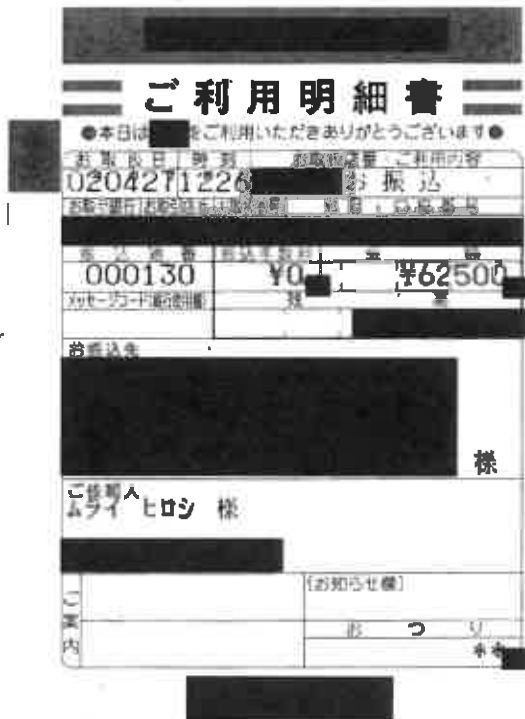 ご利用明細書
●本日は をご利用いただきありがとうございます●
お取扱日 時刻 お取扱店番 ご利用内容
020427 1226 お振込
000130 ¥0 ¥62500
お振込先
様
ご依頼人
ムライ ヒロシ 様
ご案内
[お知らせ欄]
おつり
**